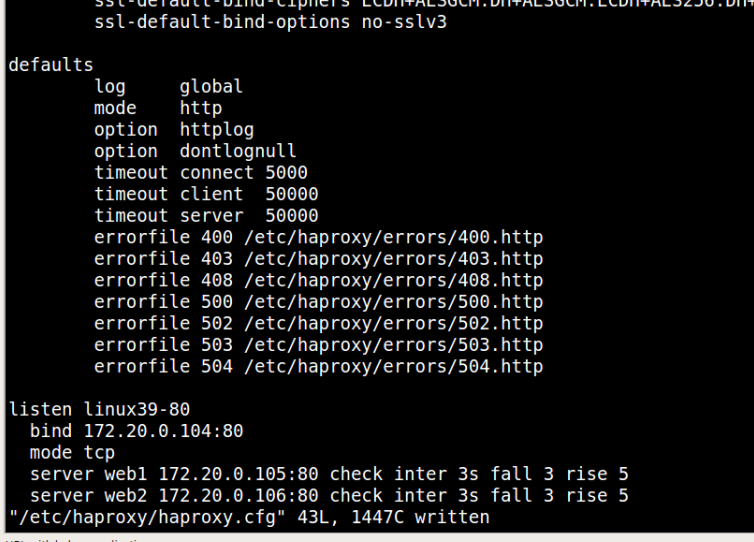 ssl-default-bind-ciphers ECDH+AESGCM:DH+AESGCM:ECDH+AES256:DH+
ssl-default-bind-options no-sslv3
defaults
log global
mode http
option httplog
option dontlognull
timeout connect 5000
timeout client 50000
timeout server 50000
errorfile 400 /etc/haproxy/errors/400.http
errorfile 403 /etc/haproxy/errors/403.http
errorfile 408 /etc/haproxy/errors/408.http
errorfile 500 /etc/haproxy/errors/500.http
errorfile 502 /etc/haproxy/errors/502.http
errorfile 503 /etc/haproxy/errors/503.http
errorfile 504 /etc/haproxy/errors/504.http
listen linux39-80
bind 172.20.0.104:80
mode tcp
server web1 172.20.0.105:80 check inter 3s fall 3 rise 5
server web2 172.20.0.106:80 check inter 3s fall 3 rise 5
"/etc/haproxy/haproxy.cfg" 43L, 1447C written